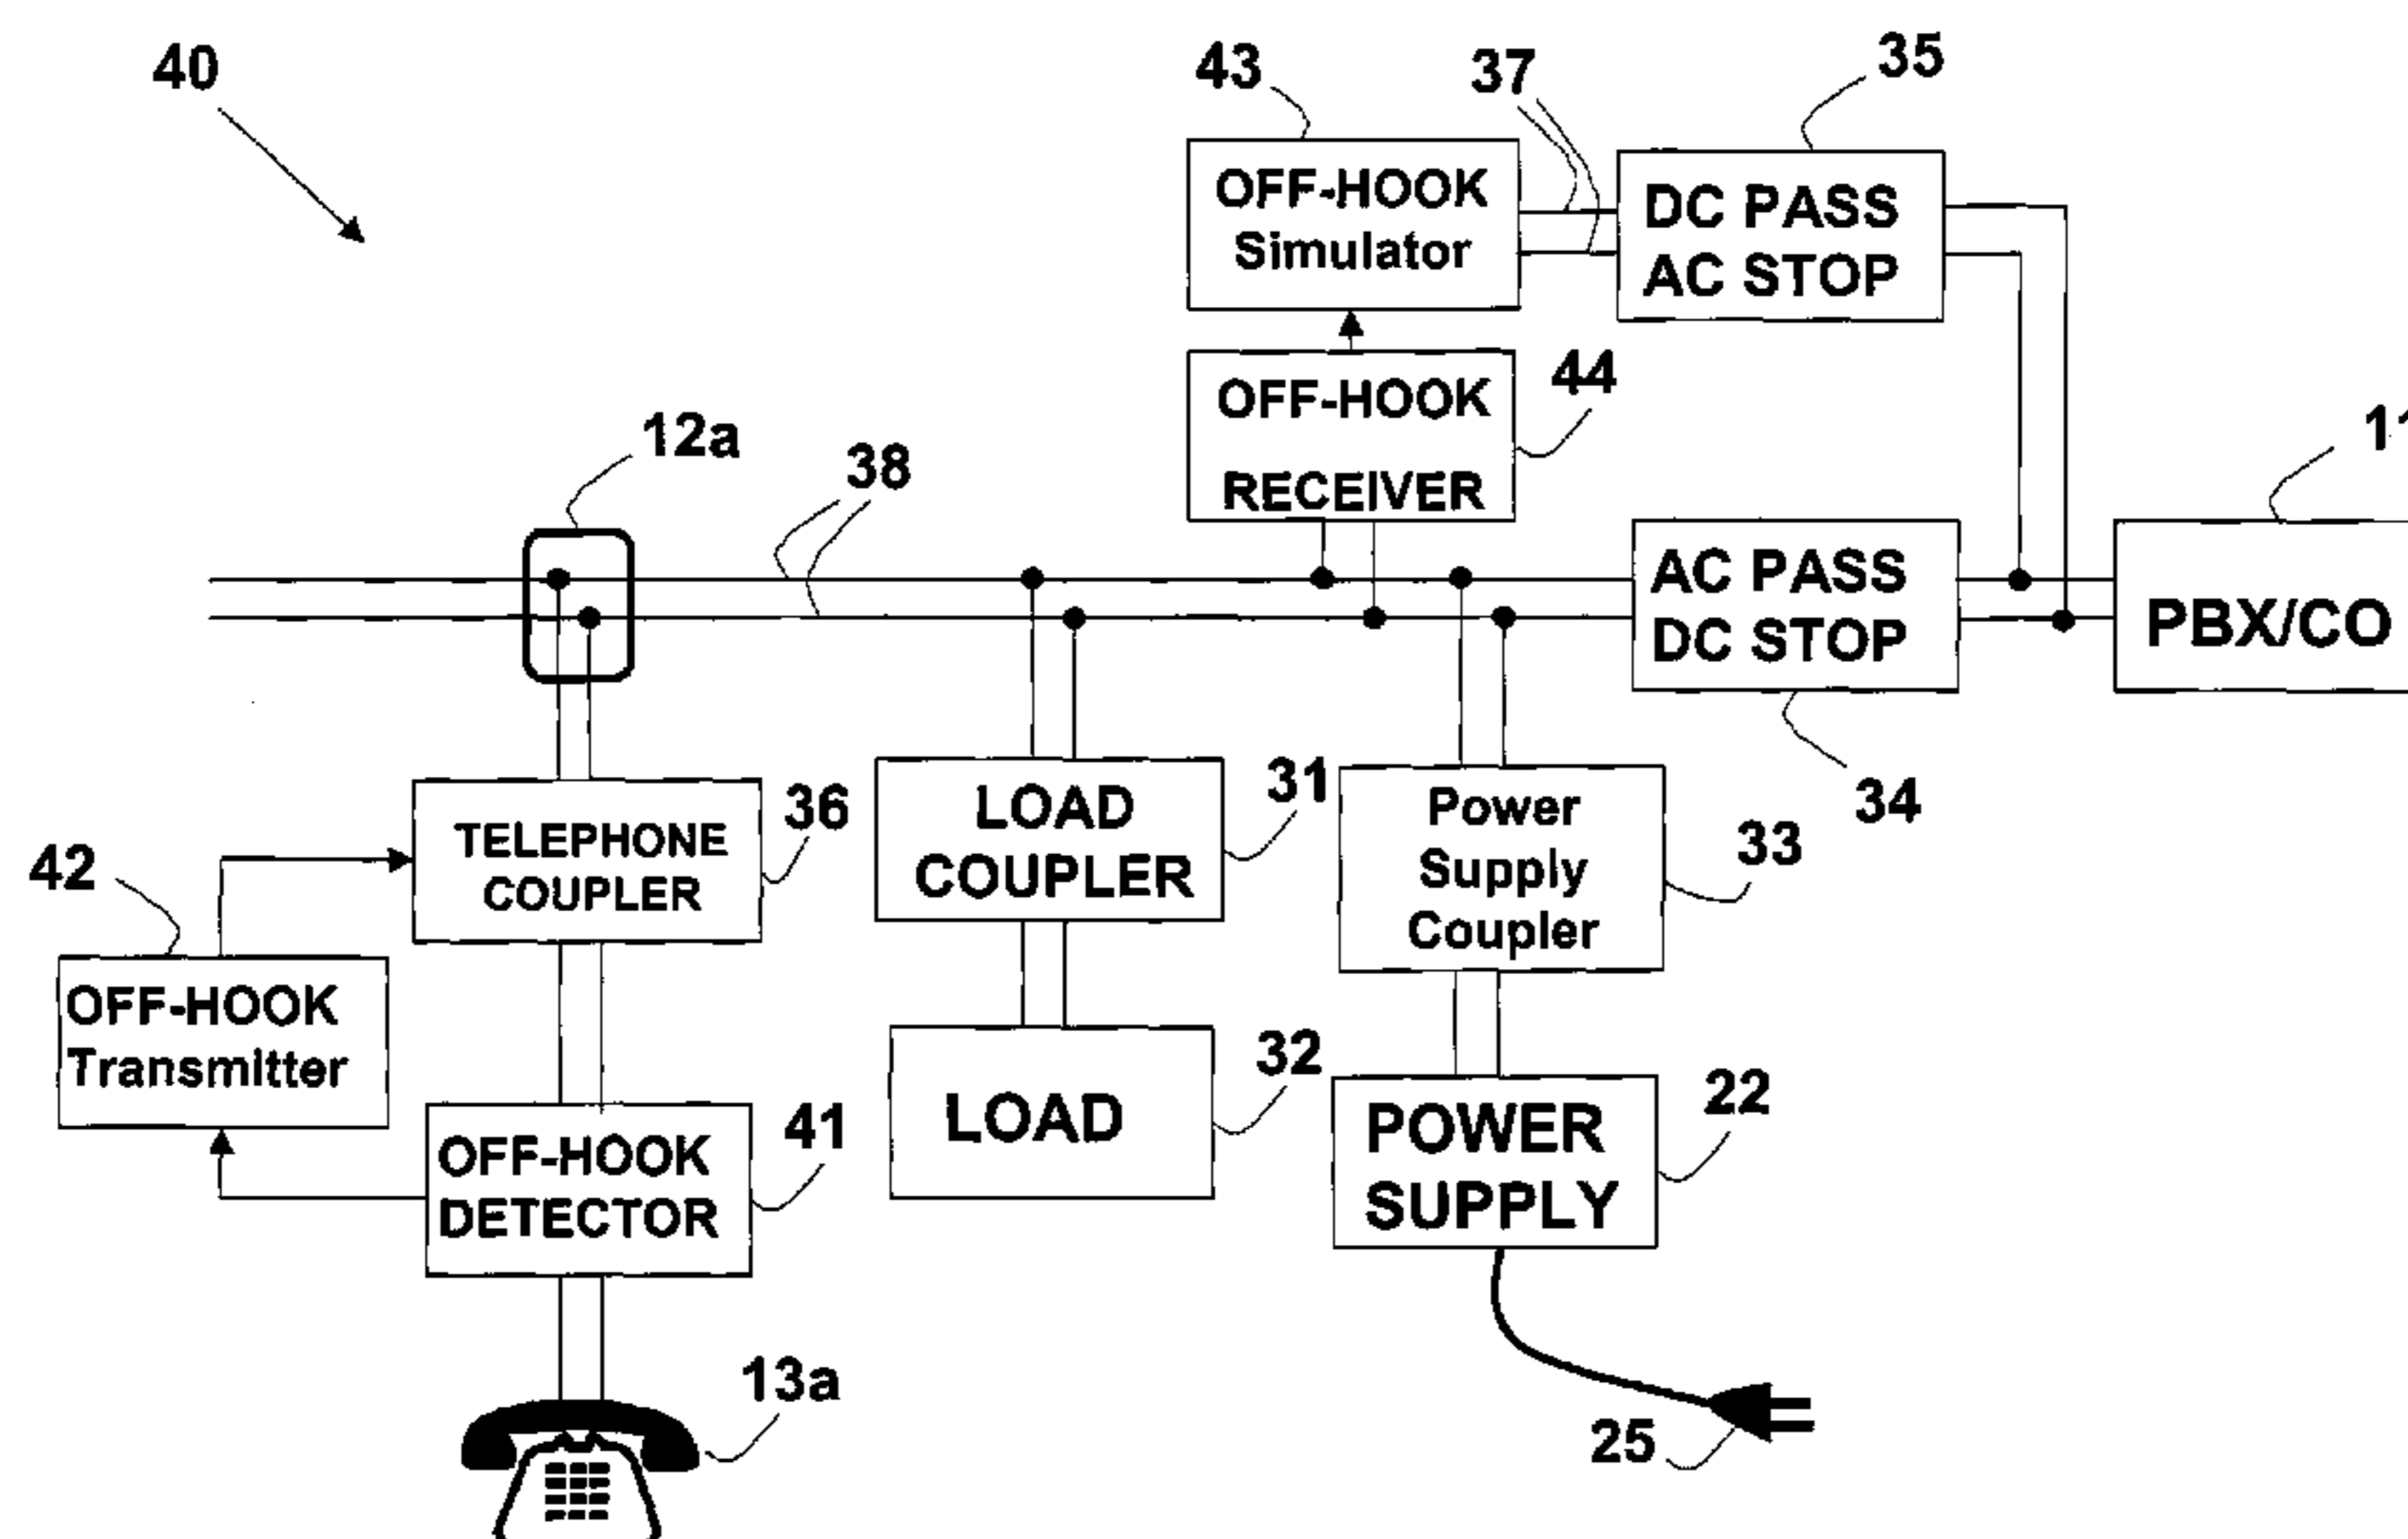 40
43
37
35
OFF-HOOK
Simulator
DC PASS
AC STOP
12a
38
OFF-HOOK
RECEIVER
44
11
AC PASS
DC STOP
PBX/CO
34
42
TELEPHONE
COUPLER
36
LOAD
COUPLER
31
Power
Supply
Coupler
33
OFF-HOOK
Transmitter
OFF-HOOK
DETECTOR
41
LOAD
32
POWER
SUPPLY
22
13a
25